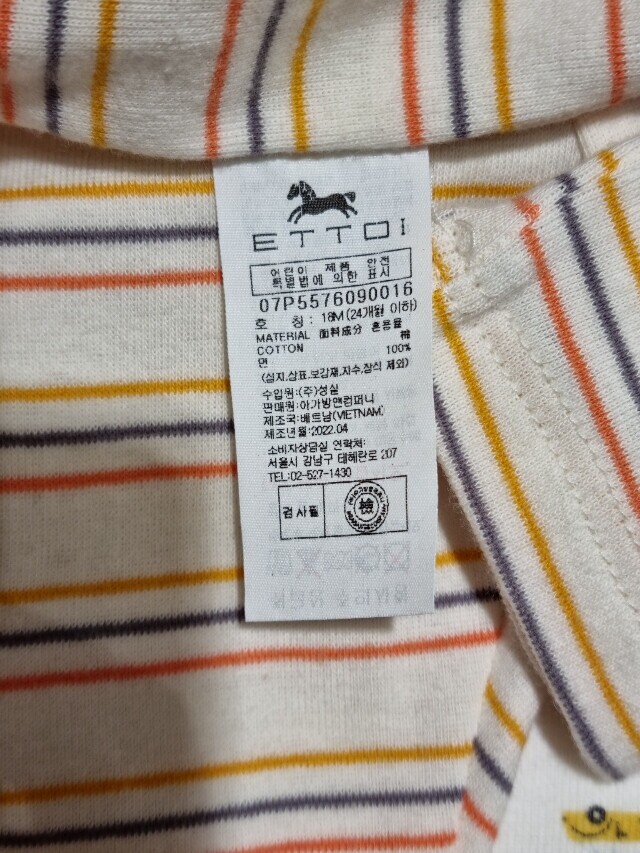 ETTOI
어린이 제품 안전
특별법에 의한 표시
07P5576090016
호 칭 : 18M(24개월 이하)
MATERIAL 面料成分 혼용율
COTTON 棉
면 100%
(심지,상표,보강재,자수,장식 제외)
수입원:(주)성실
판매원:아가방앤컴퍼니
제조국:베트남(VIETNAM)
제조년월:2022.04
소비자상담실 연락처:
서울시 강남구 테헤란로 207
TEL:02-527-1430
검사필 檢